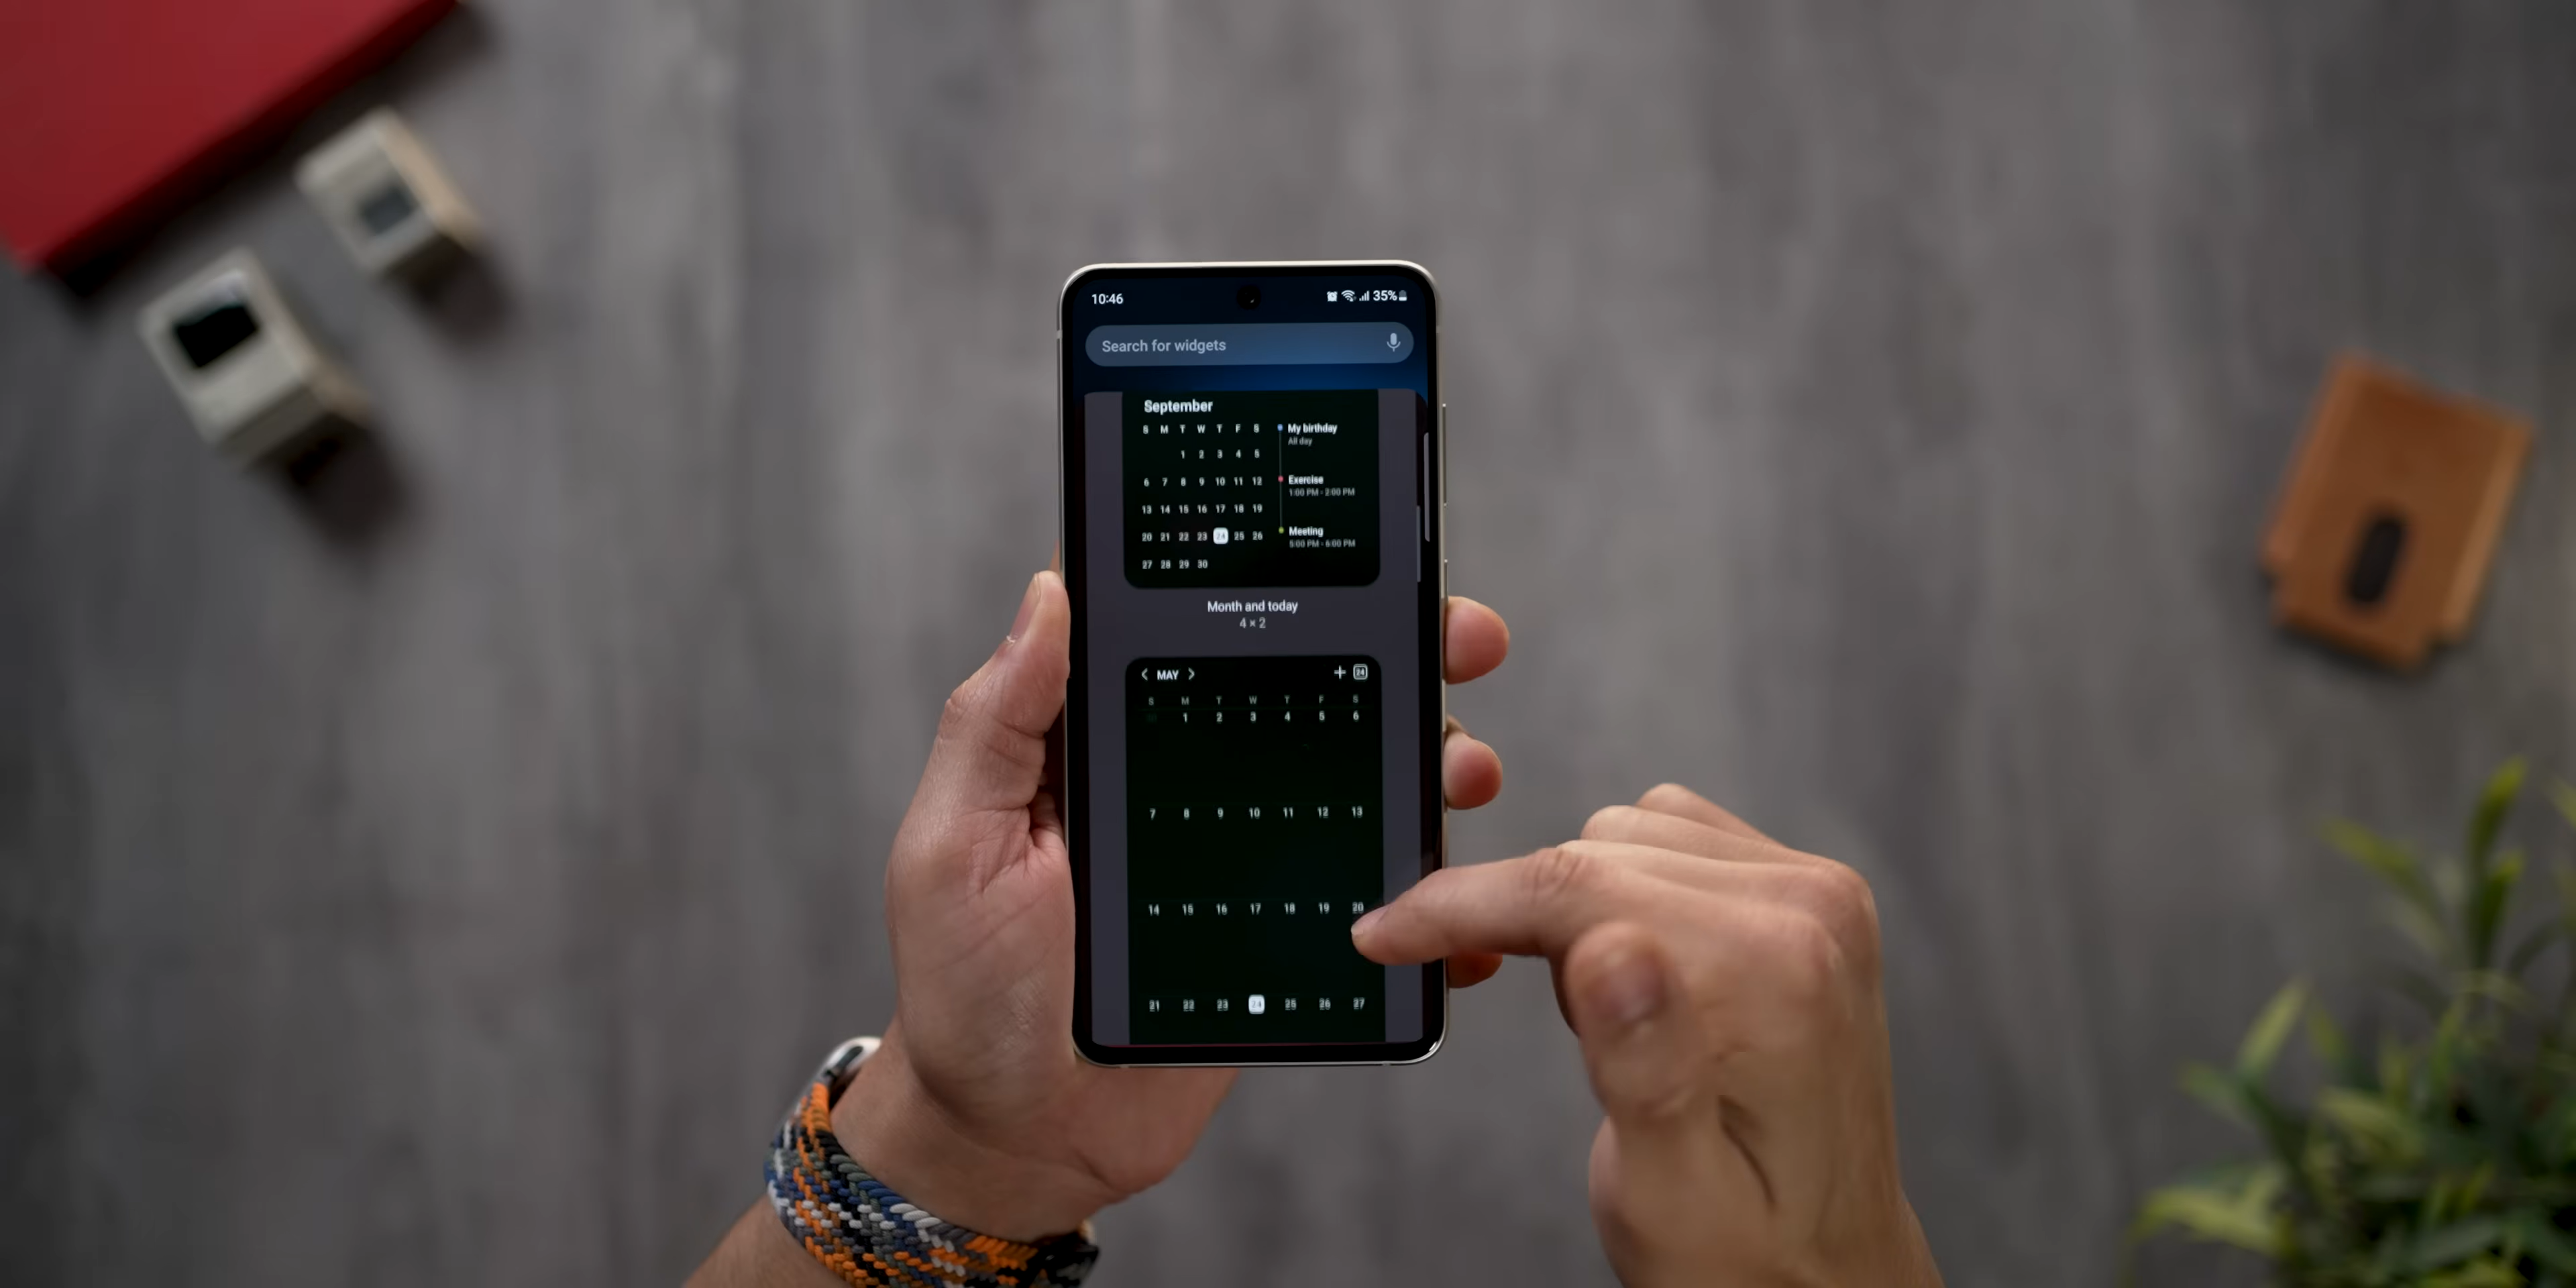 10:46 35%
Search for widgets
September
S M T W T F S
1 2 3 4 5
6 7 8 9 10 11 12
13 14 15 16 17 18 19
20 21 22 23 24 25 26
27 28 29 30
My birthday
All day
Exercise
1:00 PM - 2:00 PM
Meeting
5:00 PM - 6:00 PM
Month and today
4 × 2
< MAY > + 24
S M T W T F S
1 2 3 4 5 6
7 8 9 10 11 12 13
14 15 16 17 18 19 20
21 22 23 24 25 26 27